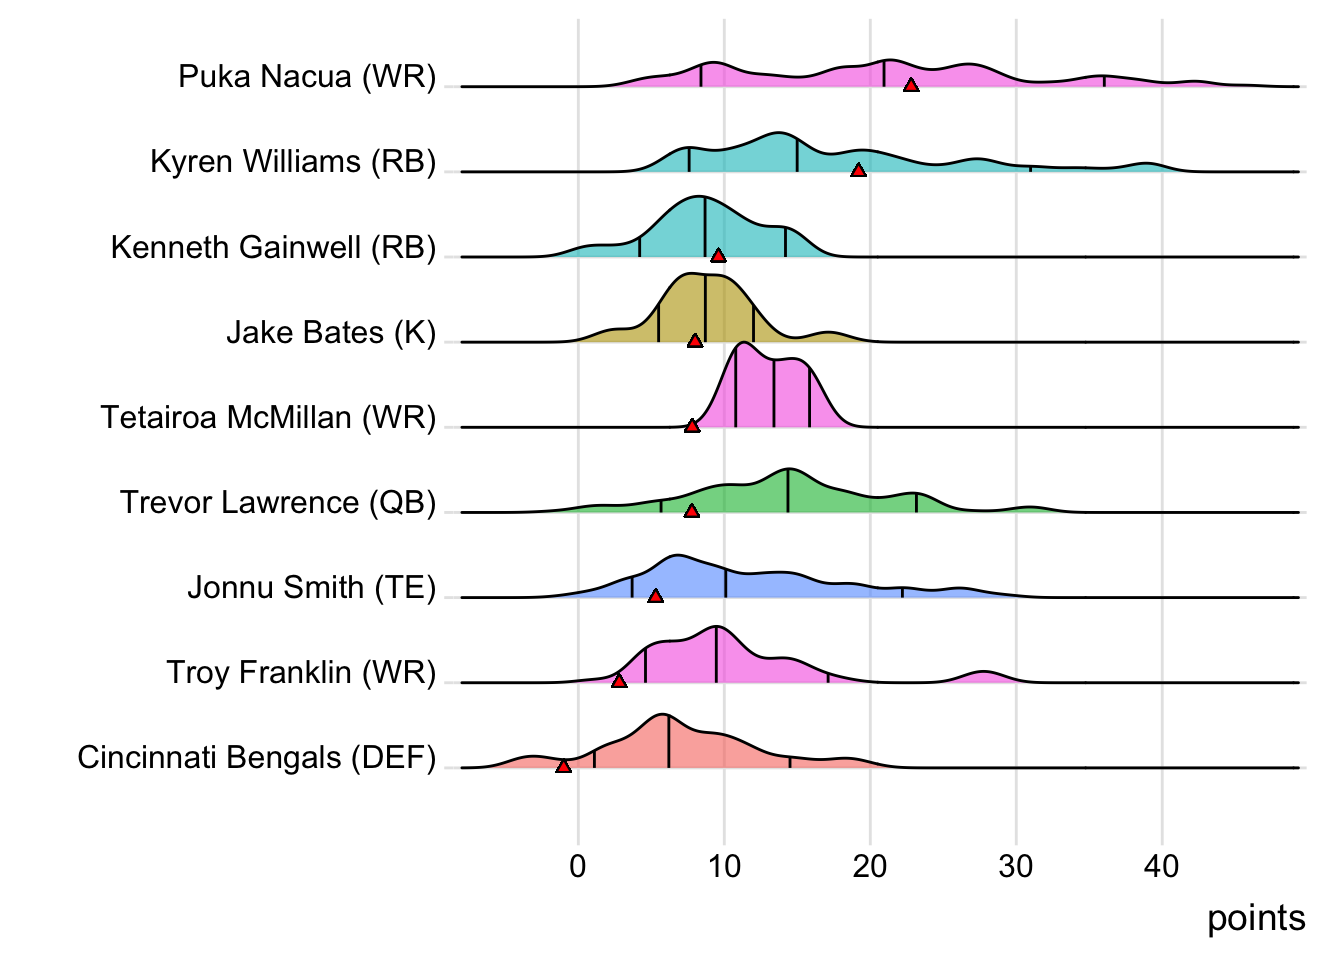 Puka Nacua (WR)
Kyren Williams (RB)
Kenneth Gainwell (RB)
Jake Bates (K)
Tetairoa McMillan (WR)
Trevor Lawrence (QB)
Jonnu Smith (TE)
Troy Franklin (WR)
Cincinnati Bengals (DEF)
0 10 20 30 40
points